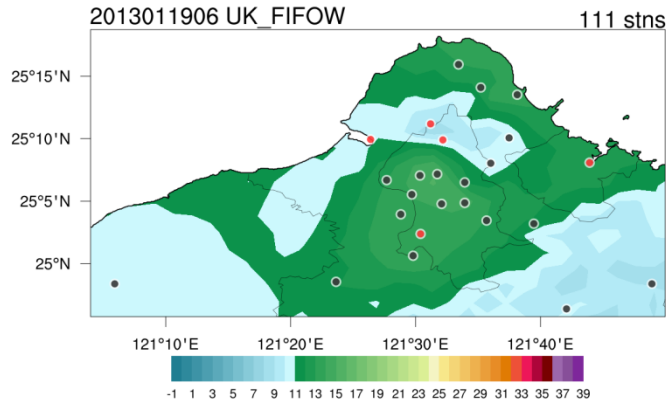 2013011906 UK_FIFOW 111 stns
25°15'N
25°10'N
25°5'N
25°N
121°10'E 121°20'E 121°30'E 121°40'E
-1 1 3 5 7 9 11 13 15 17 19 21 23 25 27 29 31 33 35 37 39